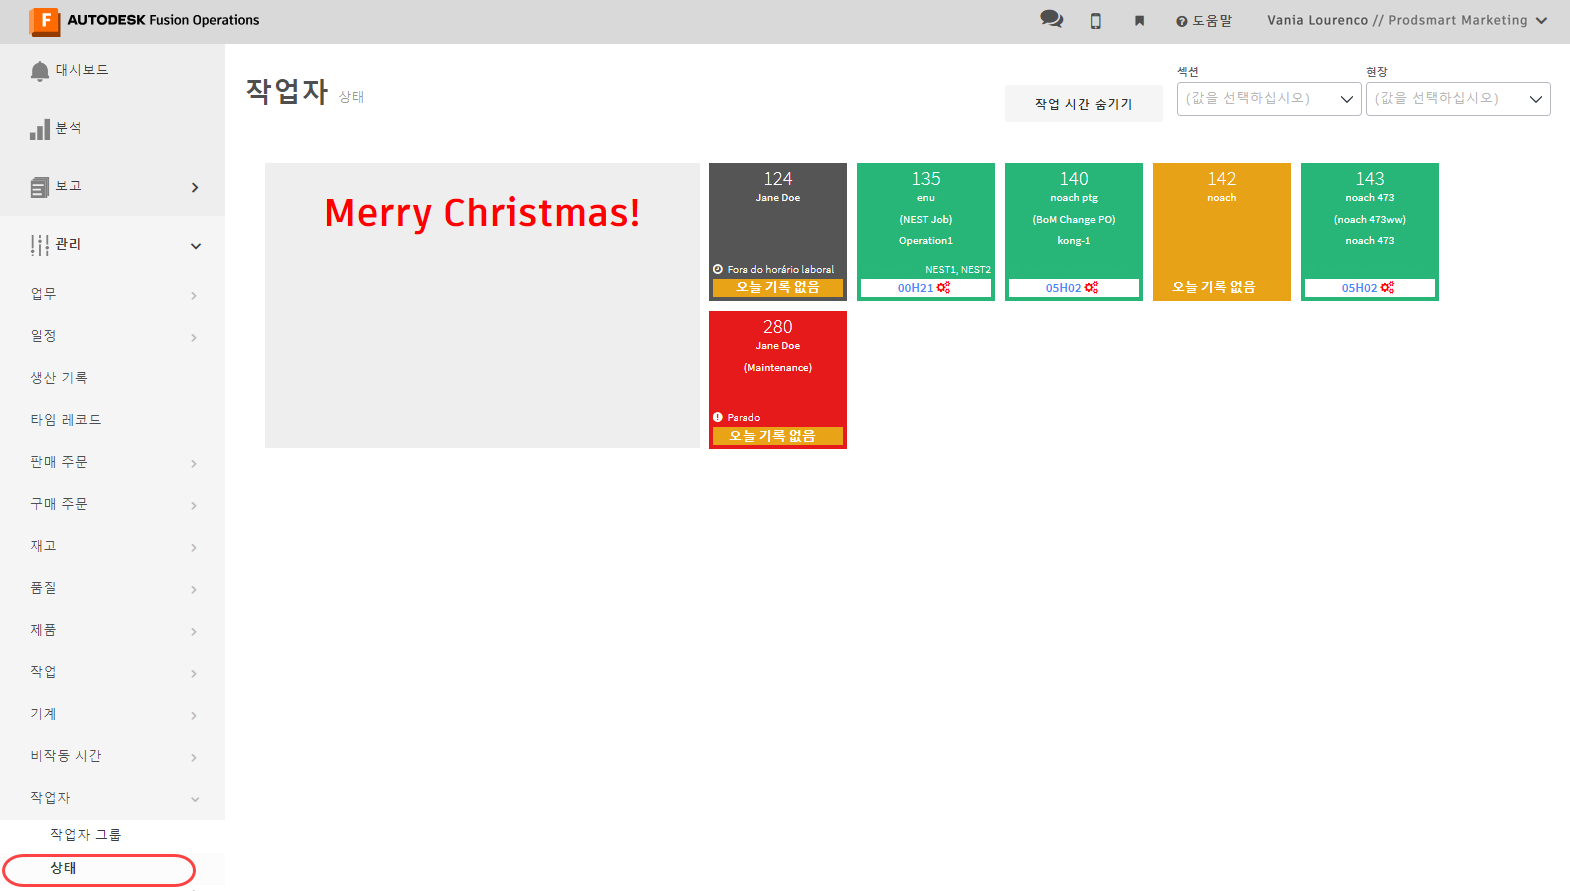 AUTODESK Fusion Operations
도움말
Vania Lourenco // Prodsmart Marketing
대시보드
분석
보고
관리
업무
일정
생산 기록
타임 레코드
판매 주문
구매 주문
재고
품질
제품
작업
기계
비작동 시간
작업자
작업자 그룹
상태
작업자 상태
작업 시간 숨기기
섹션
(값을 선택하십시오)
현장
(값을 선택하십시오)
Merry Christmas!
124
Jane Doe
Fora do horário laboral
오늘 기록 없음
135
enu
(NEST Job)
Operation1
NEST1, NEST2
00H21
140
noach ptg
(BoM Change PO)
kong-1
05H02
142
noach
오늘 기록 없음
143
noach 473
(noach 473ww)
noach 473
05H02
280
Jane Doe
(Maintenance)
Parado
오늘 기록 없음